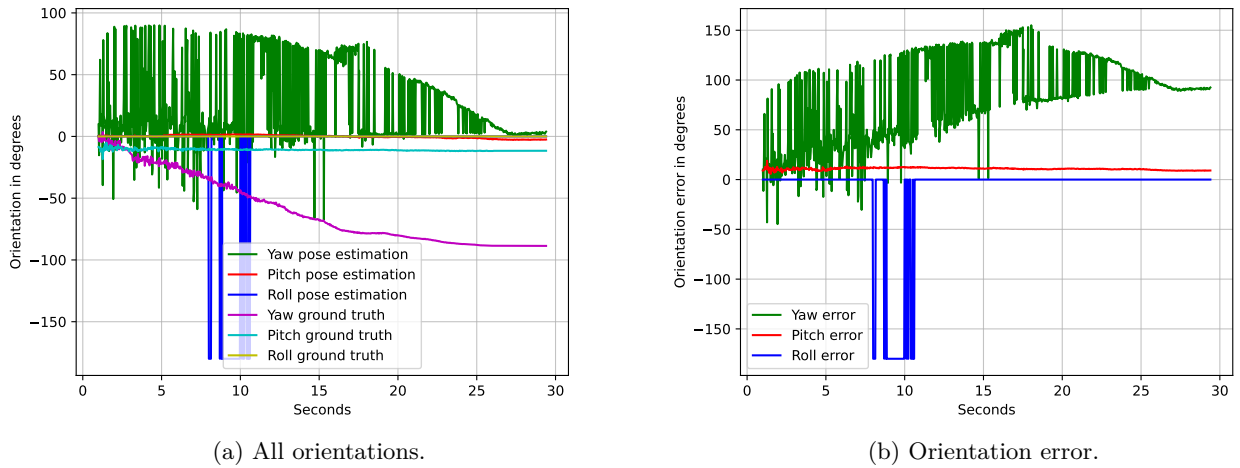 100
50
0
−50
−100
−150
Orientation in degrees
Yaw pose estimation
Pitch pose estimation
Roll pose estimation
Yaw ground truth
Pitch ground truth
Roll ground truth
0 5 10 15 20 25 30
Seconds
(a) All orientations.
150
100
50
0
−50
−100
−150
Orientation error in degrees
Yaw error
Pitch error
Roll error
0 5 10 15 20 25 30
Seconds
(b) Orientation error.